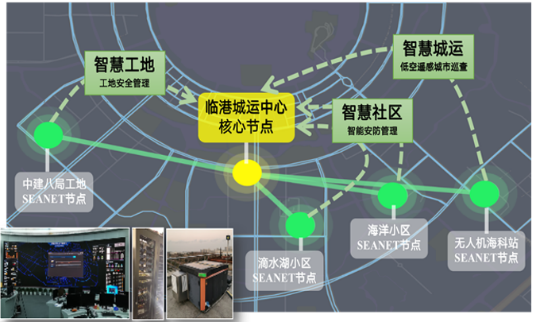 智慧工地
工地安全管理
智慧城运
低空遥感城市巡查
临港城运中心
核心节点
智慧社区
智能安防管理
中建八局工地
SEANET节点
滴水湖小区
SEANET节点
海洋小区
SEANET节点
无人机海科站
SEANET节点